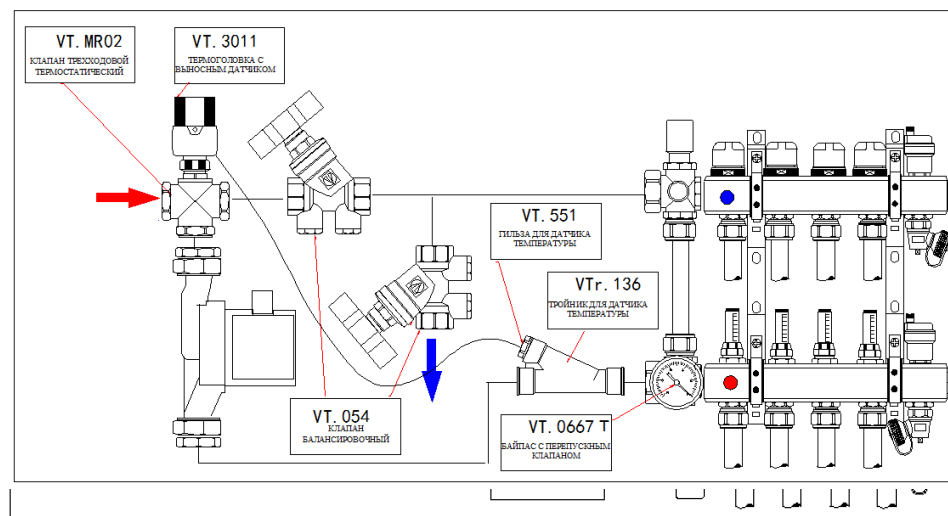 VT. MR02
КЛАПАН ТРЕХХОДОВОЙ
ТЕРМОСТАТИЧЕСКИЙ
VT. 3011
ТЕРМОГОЛОВКА С
ВЫНОСНЫМ ДАТЧИКОМ
VT. 551
ГИЛЬЗА ДЛЯ ДАТЧИКА
ТЕМПЕРАТУРЫ
VTr. 136
ТРОЙНИК ДЛЯ ДАТЧИКА
ТЕМПЕРАТУРЫ
VT. 054
КЛАПАН
БАЛАНСИРОВОЧНЫЙ
VT. 0667 T
БАЙПАС С ПЕРЕПУСКНЫМ
КЛАПАНОМ